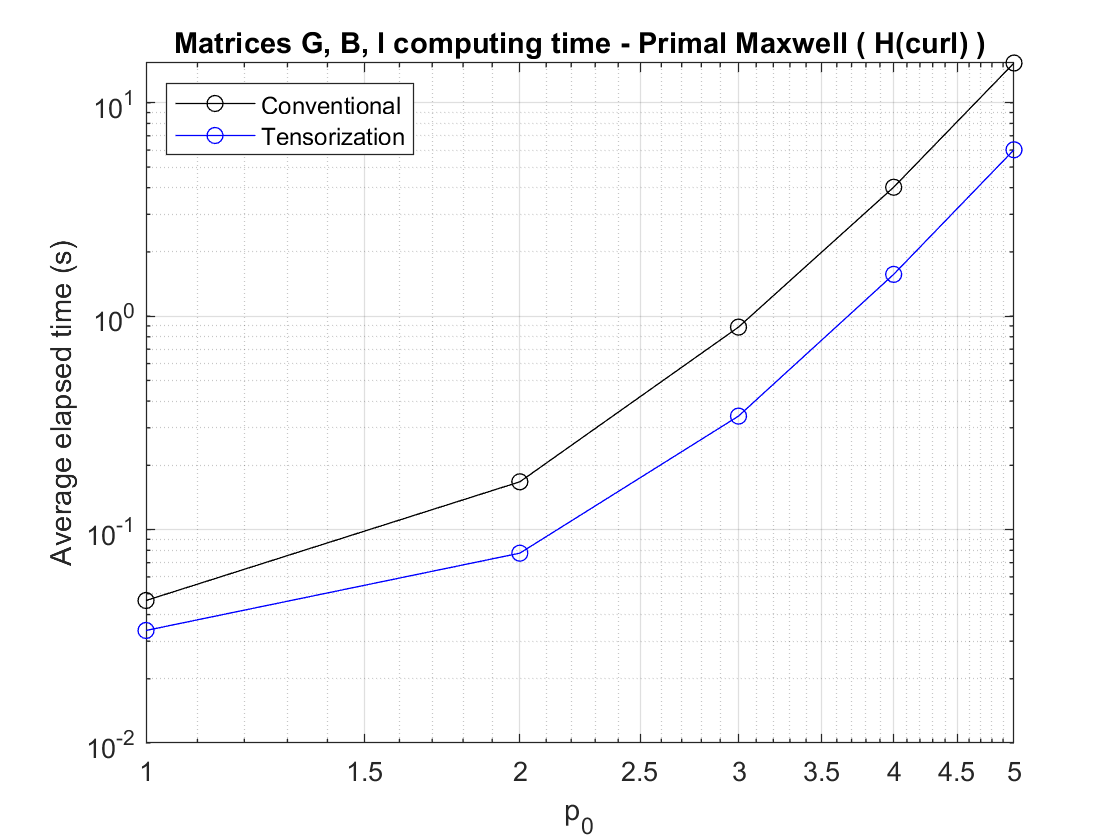 Matrices G, B, l computing time - Primal Maxwell ( H(curl) )
Conventional
Tensorization
Average elapsed time (s)
10^1
10^0
10^-1
10^-2
1 1.5 2 2.5 3 3.5 4 4.5 5
p_0